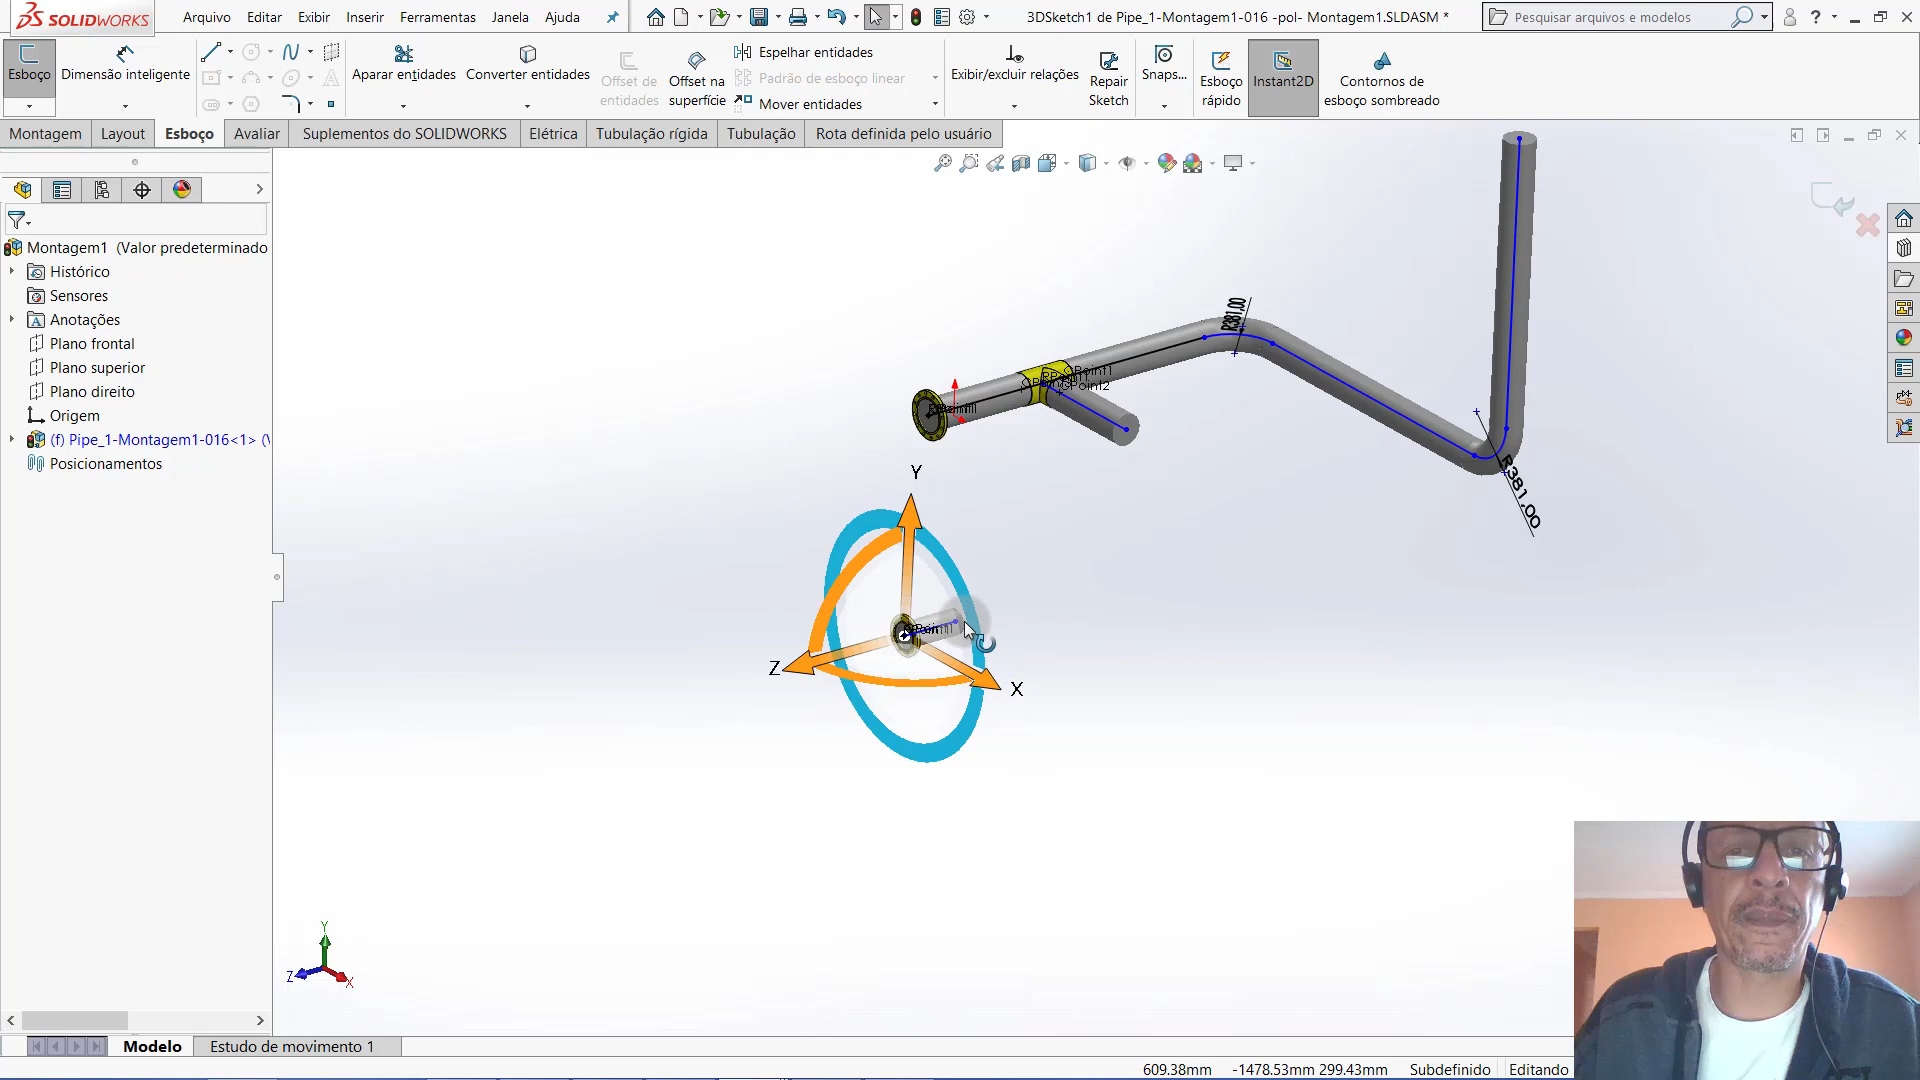 SOLIDWORKS
Arquivo Editar Exibir Inserir Ferramentas Janela Ajuda
3DSketch1 de Pipe_1-Montagem1-016 -pol- Montagem1.SLDASM *
Pesquisar arquivos e modelos
Esboço
Dimensão inteligente
Aparar entidades
Converter entidades
Offset de entidades
Offset na superfície
Espelhar entidades
Padrão de esboço linear
Mover entidades
Exibir/excluir relações
Repair Sketch
Snaps...
Esboço rápido
Instant2D
Contornos de esboço sombreado
Montagem Layout Esboço Avaliar Suplementos do SOLIDWORKS Elétrica Tubulação rígida Tubulação Rota definida pelo usuário
Montagem1 (Valor predeterminado
Histórico
Sensores
Anotações
Plano frontal
Plano superior
Plano direito
Origem
(f) Pipe_1-Montagem1-016<1> (
Posicionamentos
R381,00
CPoint1
CPoint2
R381,00
Y
Z
X
Y
Z
X
Modelo Estudo de movimento 1
609.38mm -1478.53mm 299.43mm Subdefinido Editando